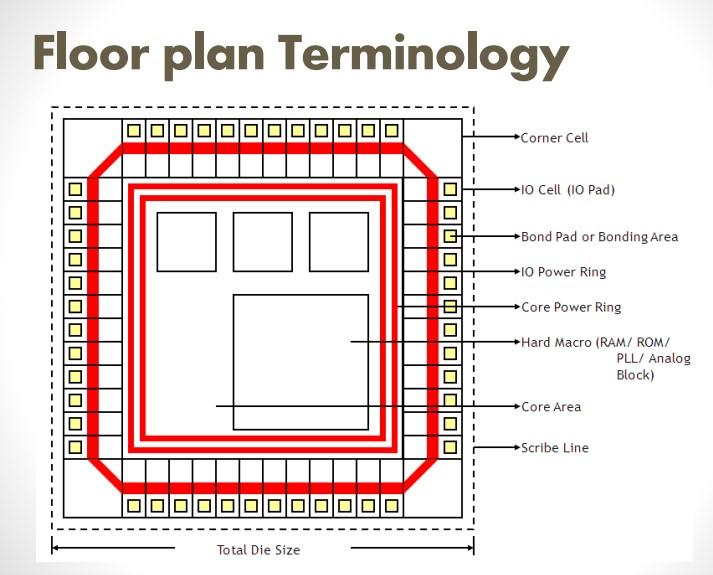 Floor plan Terminology
Corner Cell
IO Cell (IO Pad)
Bond Pad or Bonding Area
IO Power Ring
Core Power Ring
Hard Macro (RAM/ ROM/
PLL/ Analog
Block)
Core Area
Scribe Line
Total Die Size